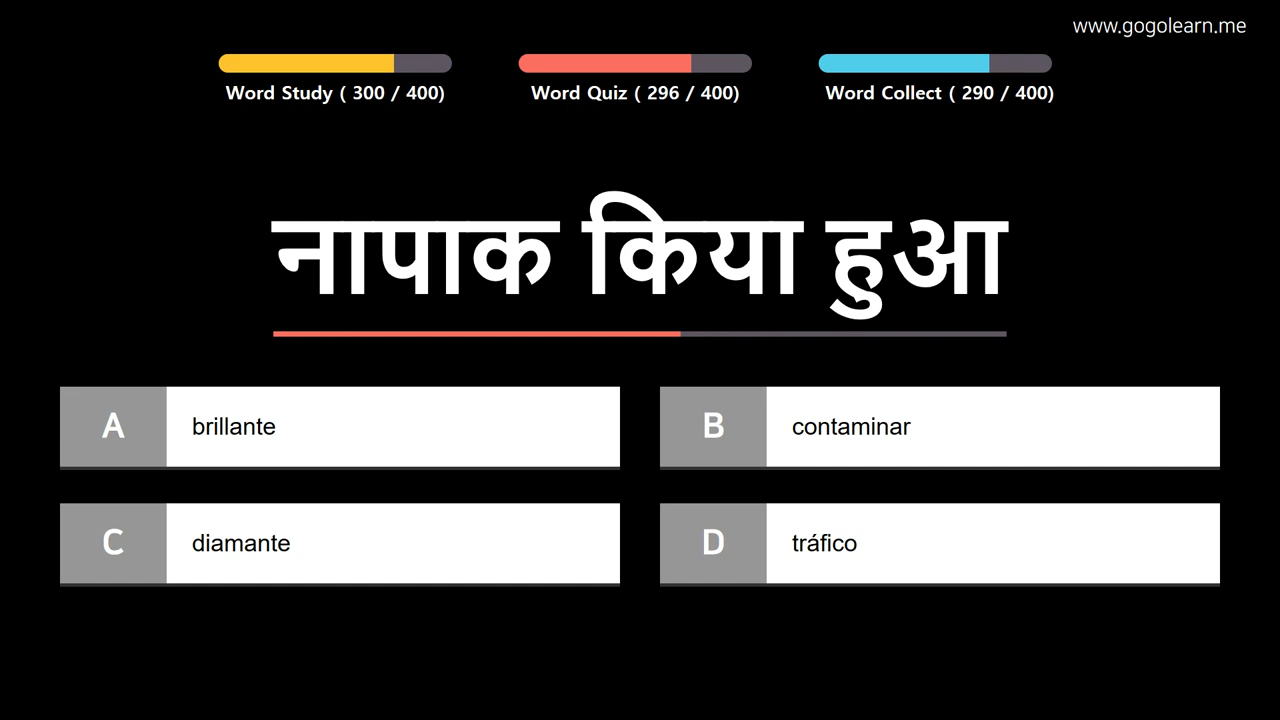 www.gogolearn.me
Word Study ( 300 / 400) Word Quiz ( 296 / 400) Word Collect ( 290 / 400)
नापाक किया हुआ
A brillante
B contaminar
C diamante
D tráfico